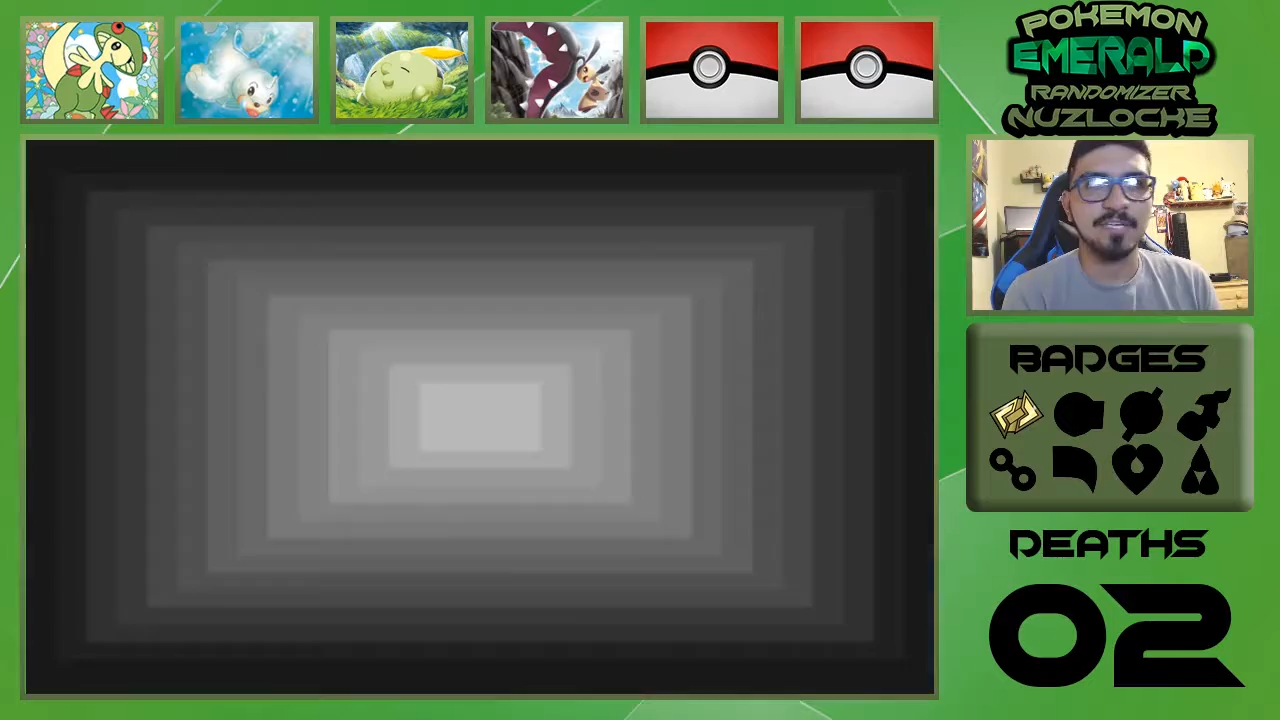 POKEMON
EMERALD
RANDOMIZER
NUZLOCKE
BADGES
DEATHS
02